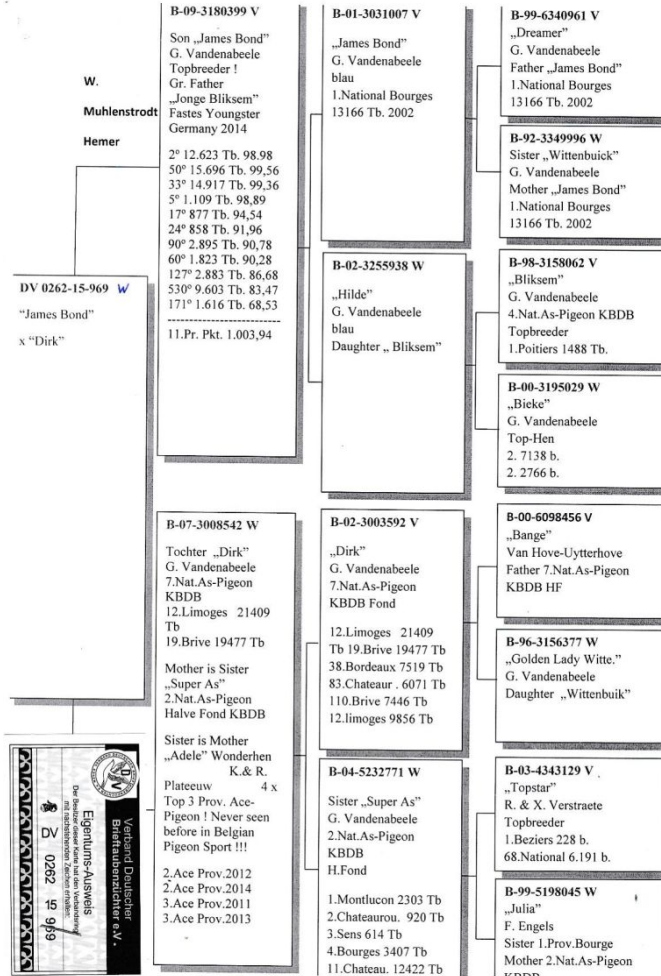 W.
Muhlenstrodt
Hemer
DV 0262-15-969 W
"James Bond"
x "Dirk"
B-09-3180399 V
Son „James Bond"
G. Vandenabeele
Topbreeder !
Gr. Father
„Jonge Bliksem"
Fastes Youngster
Germany 2014
2° 12.623 Tb. 98.98
50° 15.696 Tb. 99,56
33° 14.917 Tb. 99,36
5° 1.109 Tb. 98,89
17° 877 Tb. 94,54
24° 858 Tb. 91,96
90° 2.895 Tb. 90,78
60° 1.823 Tb. 90,28
127° 2.883 Tb. 86,68
530° 9.603 Tb. 83,47
171° 1.616 Tb. 68,53
--------------------
11.Pr. Pkt. 1.003,94
B-07-3008542 W
Tochter „Dirk"
G. Vandenabeele
7.Nat.As-Pigeon
KBDB
12.Limoges 21409
Tb
19.Brive 19477 Tb
Mother is Sister
„Super As"
2.Nat.As-Pigeon
Halve Fond KBDB
Sister is Mother
„Adele" Wonderhen
K.& R.
Plateeuw 4 x
Top 3 Prov. Ace-
Pigeon ! Never seen
before in Belgian
Pigeon Sport !!!
2.Ace Prov.2012
2.Ace Prov.2014
3.Ace Prov.2011
3.Ace Prov.2013
B-01-3031007 V
„James Bond"
G. Vandenabeele
blau
1.National Bourges
13166 Tb. 2002
B-02-3255938 W
„Hilde"
G. Vandenabeele
blau
Daughter „ Bliksem"
B-02-3003592 V
„Dirk"
G. Vandenabeele
7.Nat.As-Pigeon
KBDB Fond
12.Limoges 21409
Tb 19.Brive 19477 Tb
38.Bordeaux 7519 Tb
83.Chateaur . 6071 Tb
110.Brive 7446 Tb
12.limoges 9856 Tb
B-04-5232771 W
Sister „Super As"
G. Vandenabeele
2.Nat.As-Pigeon
KBDB
H.Fond
1.Montlucon 2303 Tb
2.Chateaurou. 920 Tb
3.Sens 614 Tb
4.Bourges 3407 Tb
11.Chateau. 12422 Tb
B-99-6340961 V
„Dreamer"
G. Vandenabeele
Father „James Bond"
1.National Bourges
13166 Tb. 2002
B-92-3349996 W
Sister „Wittenbuick"
G. Vandenabeele
Mother „James Bond"
1.National Bourges
13166 Tb. 2002
B-98-3158062 V
„Bliksem"
G. Vandenabeele
4.Nat.As-Pigeon KBDB
Topbreeder
1.Poitiers 1488 Tb.
B-00-3195029 W
„Bieke"
G. Vandenabeele
Top-Hen
2. 7138 b.
2. 2766 b.
B-00-6098456 V
„Bange"
Van Hove-Uytterhove
Father 7.Nat.As-Pigeon
KBDB HF
B-96-3156377 W
„Golden Lady Witte."
G. Vandenabeele
Daughter „Wittenbuik"
B-03-4343129 V
„Topstar"
R. & X. Verstraete
Topbreeder
1.Beziers 228 b.
68.National 6.191 b.
B-99-5198045 W
„Julia"
F. Engels
Sister 1.Prov.Bourge
Mother 2.Nat.As-Pigeon
KBDB
Verband Deutscher
Brieftaubenzüchter e.V.
Eigentums-Ausweis
Der Besitzer dieser Karte hat den Verbandsring
mit nachstehenden Zeichen erhalten:
DV 0262 15 969